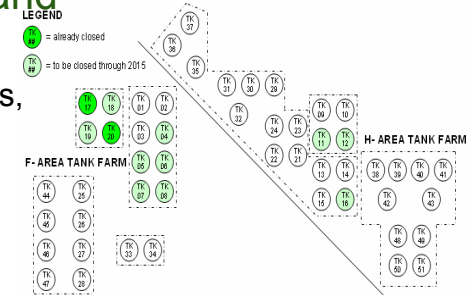 and
LEGEND
TK ## = already closed
TK ## = to be closed through 2015
s,
TK 37
TK 36
TK 35
TK 31 TK 30 TK 29
TK 32
TK 24 TK 23
TK 22 TK 21
TK 09 TK 10
TK 11 TK 12
TK 13 TK 14
TK 15 TK 16
H- AREA TANK FARM
TK 38 TK 39 TK 40 TK 41
TK 42 TK 43
TK 48 TK 49
TK 50 TK 51
TK 17 TK 18
TK 19 TK 20
TK 01 TK 02
TK 03 TK 04
TK 05 TK 06
TK 07 TK 08
F- AREA TANK FARM
TK 44 TK 25
TK 45 TK 26
TK 46 TK 27
TK 47 TK 28
TK 33 TK 34